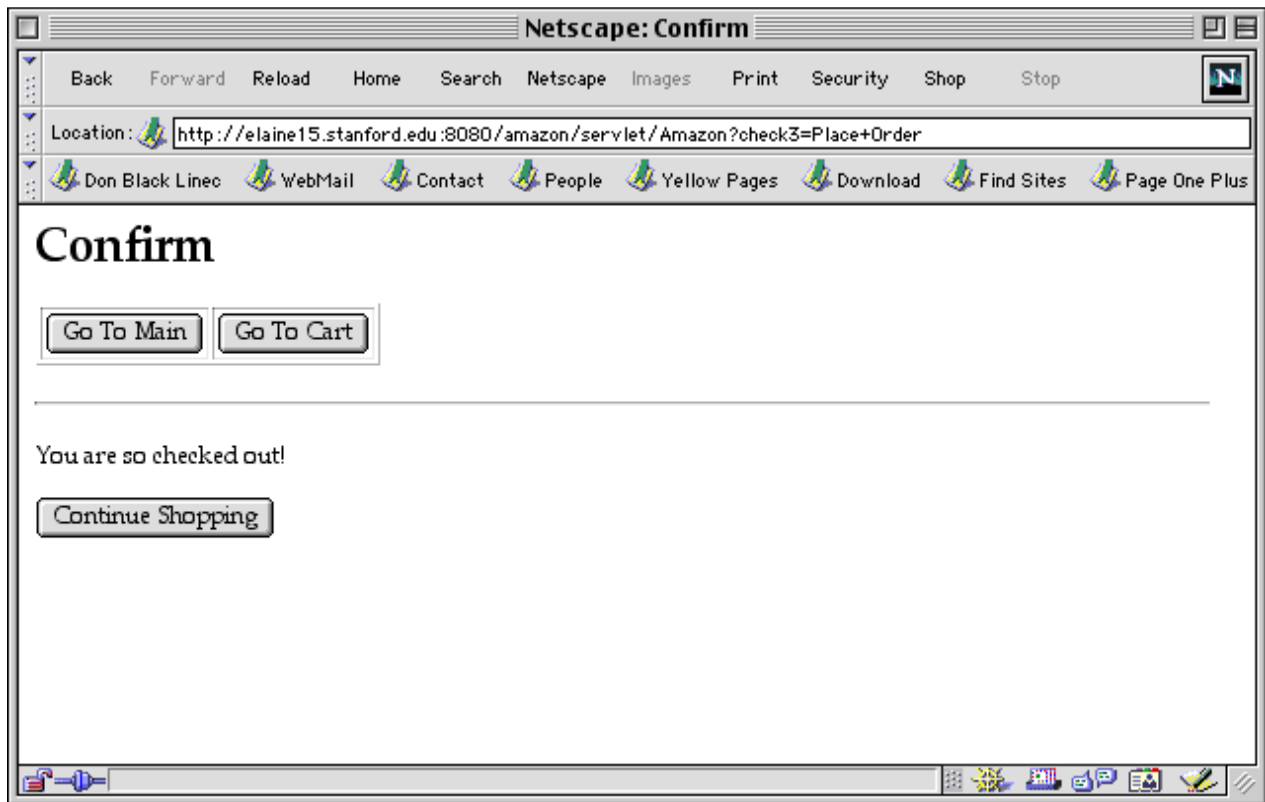 Netscape: Confirm
Back Forward Reload Home Search Netscape Images Print Security Shop Stop N
Location: http://elaine15.stanford.edu:8080/amazon/servlet/Amazon?check3=Place+Order
Don Black Linec WebMail Contact People Yellow Pages Download Find Sites Page One Plus
Confirm
Go To Main Go To Cart
You are so checked out!
Continue Shopping